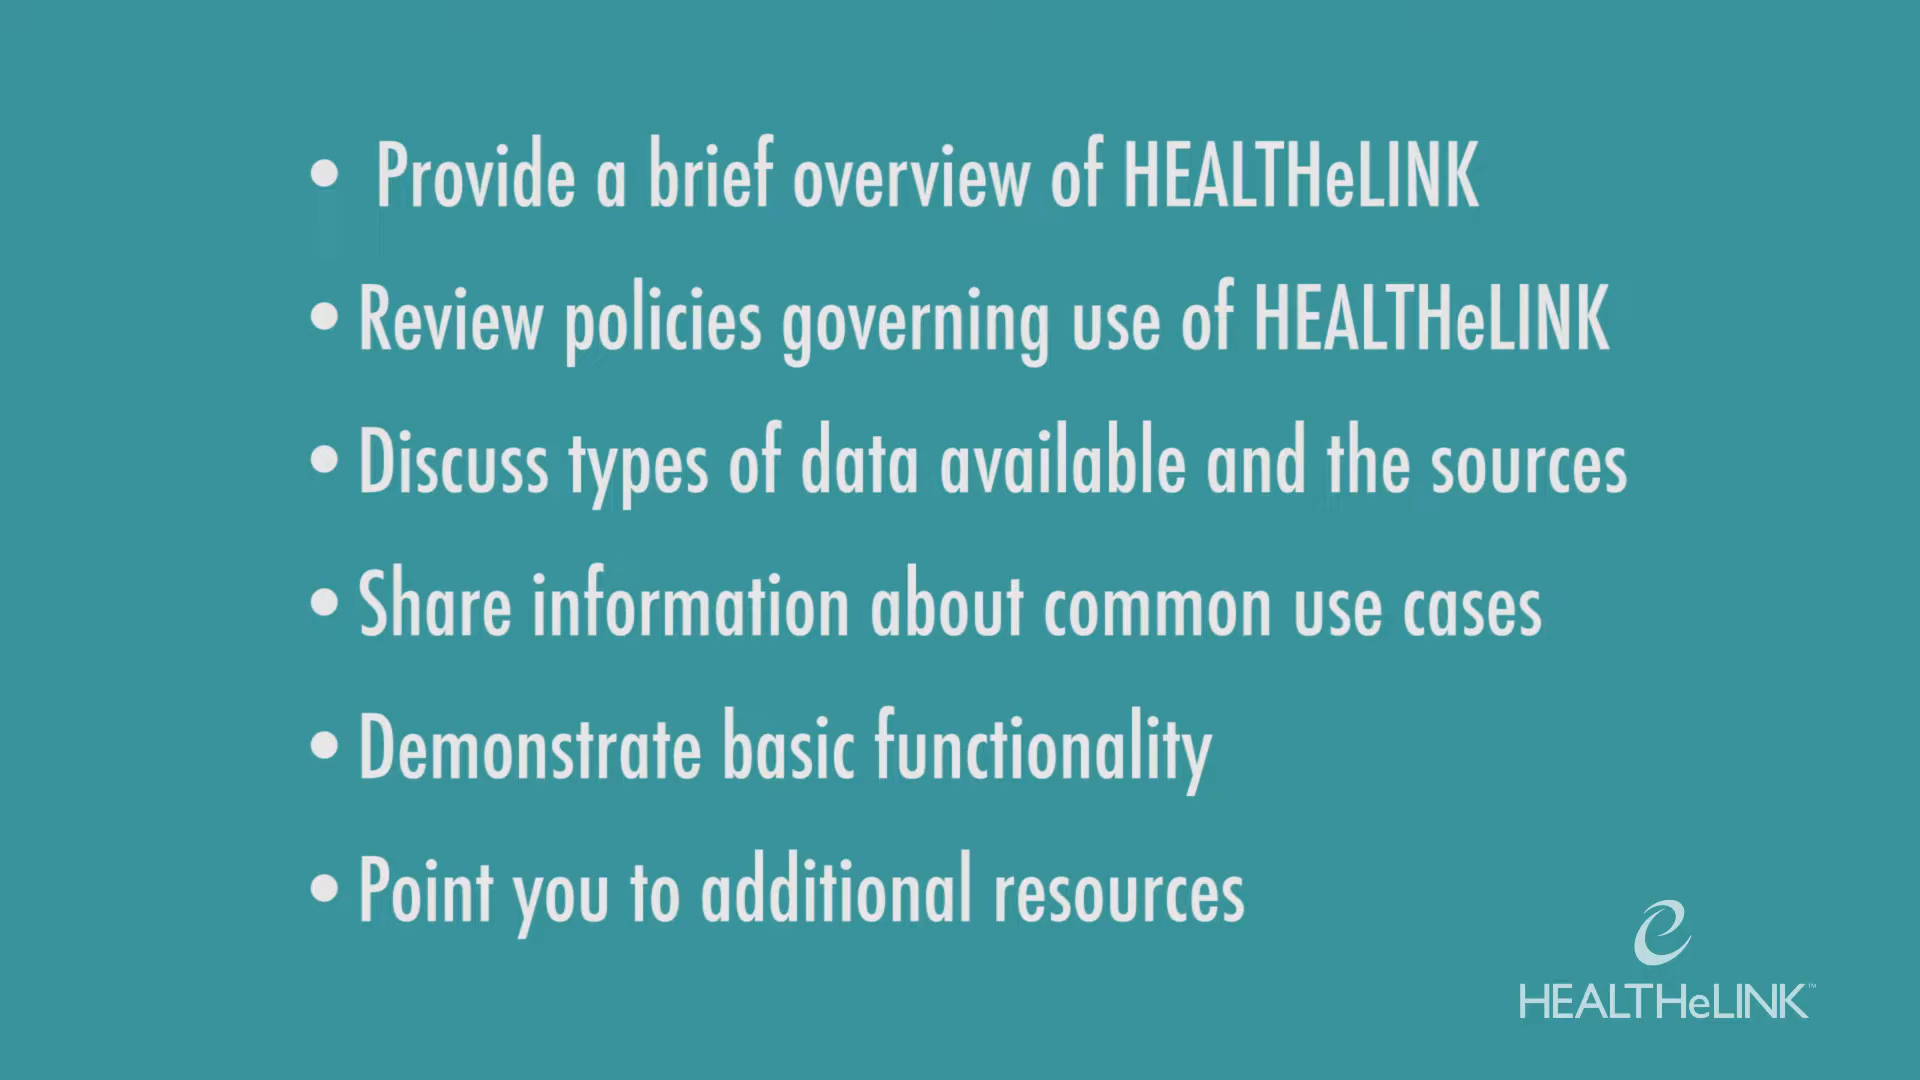 • Provide a brief overview of HEALTHeLINK
• Review policies governing use of HEALTHeLINK
• Discuss types of data available and the sources
• Share information about common use cases
• Demonstrate basic functionality
• Point you to additional resources
e
HEALTHeLINK™